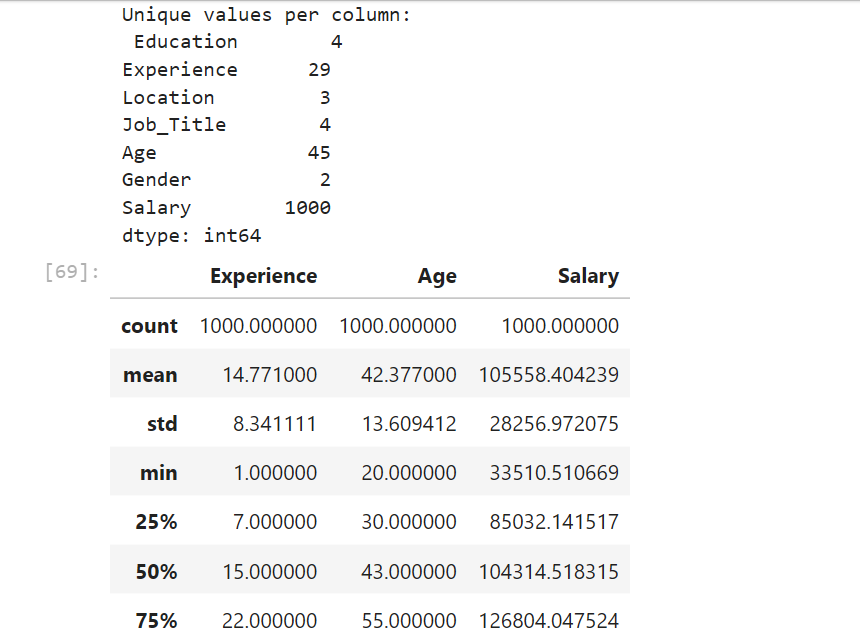 Unique values per column:
Education 4
Experience 29
Location 3
Job_Title 4
Age 45
Gender 2
Salary 1000
dtype: int64
[69]:
Experience Age Salary
count 1000.000000 1000.000000 1000.000000
mean 14.771000 42.377000 105558.404239
std 8.341111 13.609412 28256.972075
min 1.000000 20.000000 33510.510669
25% 7.000000 30.000000 85032.141517
50% 15.000000 43.000000 104314.518315
75% 22.000000 55.000000 126804.047524